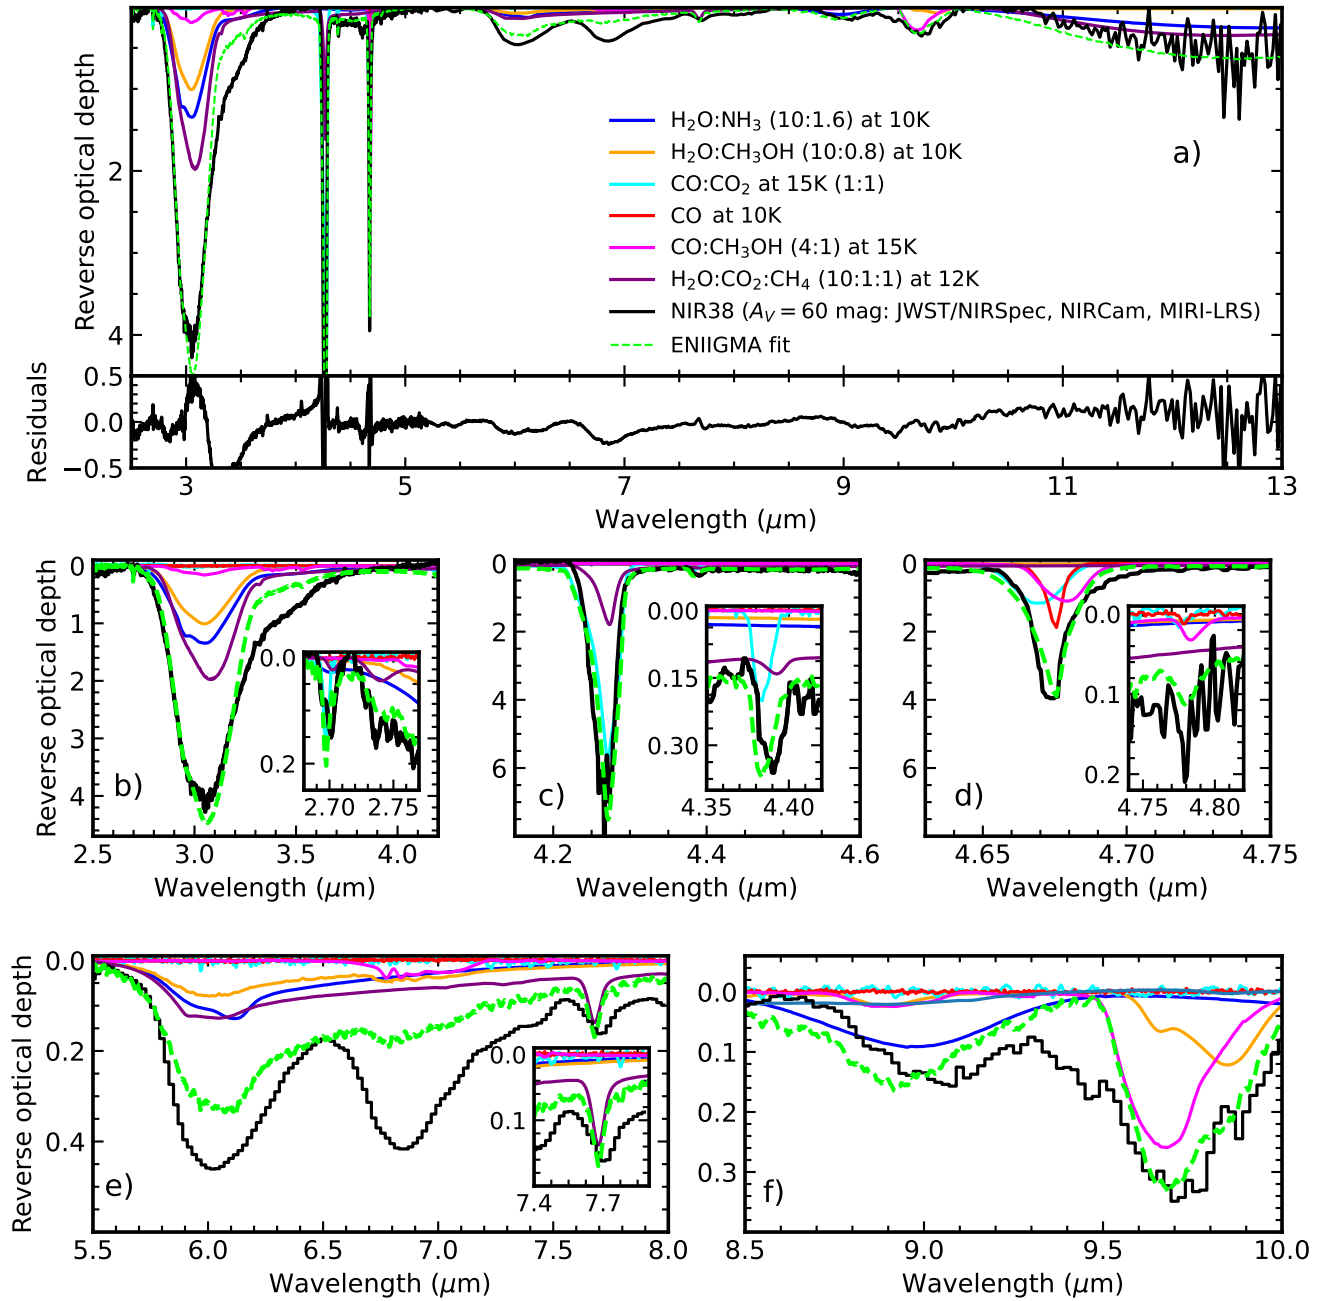 Reverse optical depth
2
4
a)
H₂O:NH₃ (10:1.6) at 10K
H₂O:CH₃OH (10:0.8) at 10K
CO:CO₂ at 15K (1:1)
CO at 10K
CO:CH₃OH (4:1) at 15K
H₂O:CO₂:CH₄ (10:1:1) at 12K
NIR38 (A_V = 60 mag: JWST/NIRSpec, NIRCam, MIRI-LRS)
ENIIGMA fit
Residuals
0.5
0.0
−0.5
3 5 7 9 11 13
Wavelength (μm)
Reverse optical depth
0
1
2
3
4
b)
0.0
0.2
2.70 2.75
2.5 3.0 3.5 4.0
Wavelength (μm)
0
2
4
6
c)
0.00
0.15
0.30
4.35 4.40
4.2 4.4 4.6
Wavelength (μm)
0
2
4
6
d)
0.0
0.1
0.2
4.75 4.80
4.65 4.70 4.75
Wavelength (μm)
Reverse optical depth
0.0
0.2
0.4
e)
0.0
0.1
7.4 7.7
5.5 6.0 6.5 7.0 7.5 8.0
Wavelength (μm)
Reverse optical depth
0.0
0.1
0.2
0.3
f)
8.5 9.0 9.5 10.0
Wavelength (μm)